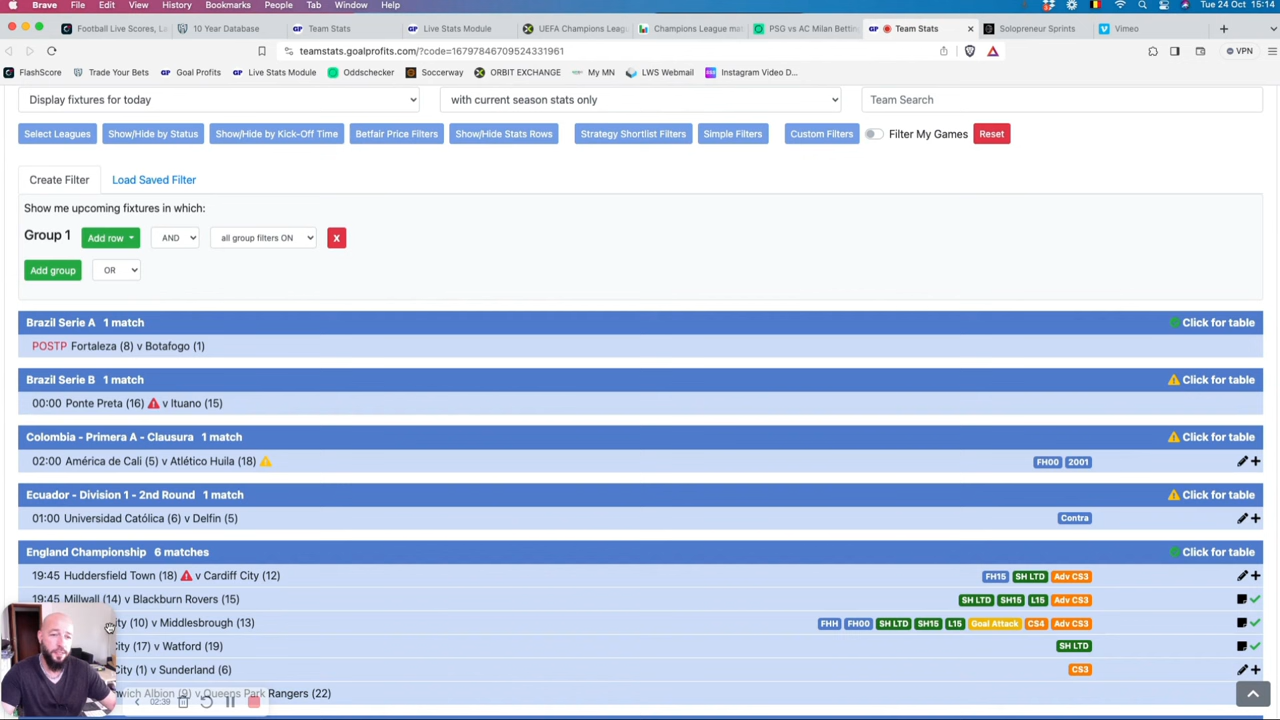 Brave File Edit View History Bookmarks People Tab Window Help Tue 24 Oct 15:14
Football Live Scores, L 10 Year Database Team Stats Live Stats Module UEFA Champions Leag Champions League ma PSG vs AC Milan Bettin Team Stats Solopreneur Sprints Vimeo
teamstats.goalprofits.com/?code=16797846709524331961 VPN
FlashScore Trade Your Bets Goal Profits Live Stats Module Oddschecker Soccerway ORBIT EXCHANGE My MN LWS Webmail Instagram Video D...
Display fixtures for today with current season stats only Team Search
Select Leagues Show/Hide by Status Show/Hide by Kick-Off Time Betfair Price Filters Show/Hide Stats Rows Strategy Shortlist Filters Simple Filters Custom Filters Filter My Games Reset
Create Filter Load Saved Filter
Show me upcoming fixtures in which:
Group 1 Add row AND all group filters ON X
Add group OR
Brazil Serie A 1 match Click for table
POSTP Fortaleza (8) v Botafogo (1)
Brazil Serie B 1 match Click for table
00:00 Ponte Preta (16) v Ituano (15)
Colombia - Primera A - Clausura 1 match Click for table
02:00 América de Cali (5) v Atlético Huila (18) FH00 2001
Ecuador - Division 1 - 2nd Round 1 match Click for table
01:00 Universidad Católica (6) v Delfin (5) Contra
England Championship 6 matches Click for table
19:45 Huddersfield Town (18) v Cardiff City (12) FH15 SH LTD Adv CS3
19:45 Millwall (14) v Blackburn Rovers (15) SH LTD SH15 L15 Adv CS3
ity (10) v Middlesbrough (13) FHH FH00 SH LTD SH15 L15 Goal Attack CS4 Adv CS3
City (17) v Watford (19) SH LTD
City (1) v Sunderland (6) CS3
wich Albion (9) v Queens Park Rangers (22)
02:39